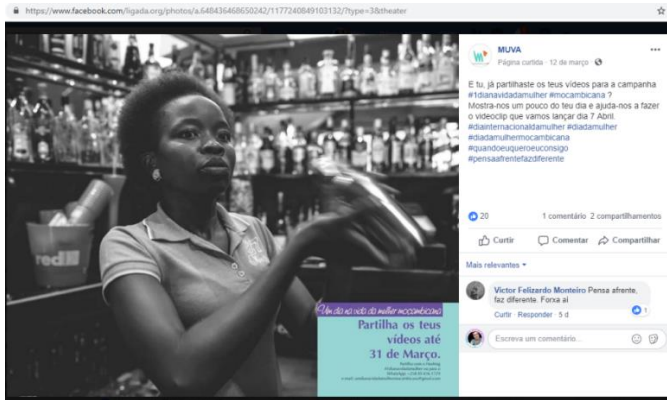 https://www.facebook.com/ligada.org/photos/a.648436468650242/1177240849103132/?type=3&theater
MUVA
Página curtida · 12 de março ·
E tu, já partilhaste os teus vídeos para a campanha
#1dianavidadamulher #mocambicana ?
Mostra-nos um pouco do teu dia e ajuda-nos a fazer
o videoclip que vamos lançar dia 7 Abril.
#diainternacionaldamulher #diadamulher
#diadamulhermocambicana
#quandoeuqueroeuconsigo
#pensaafrentefazdiferente
20
1 comentário 2 compartilhamentos
Curtir Comentar Compartilhar
Mais relevantes
Victor Felizardo Monteiro Pensa afrente,
faz diferente. Forxa ai
1
Curtir · Responder · 5 d
Escreva um comentário...
red
Um dia na vida da mulher moçambicana
Partilha os teus
vídeos até
31 de Março.